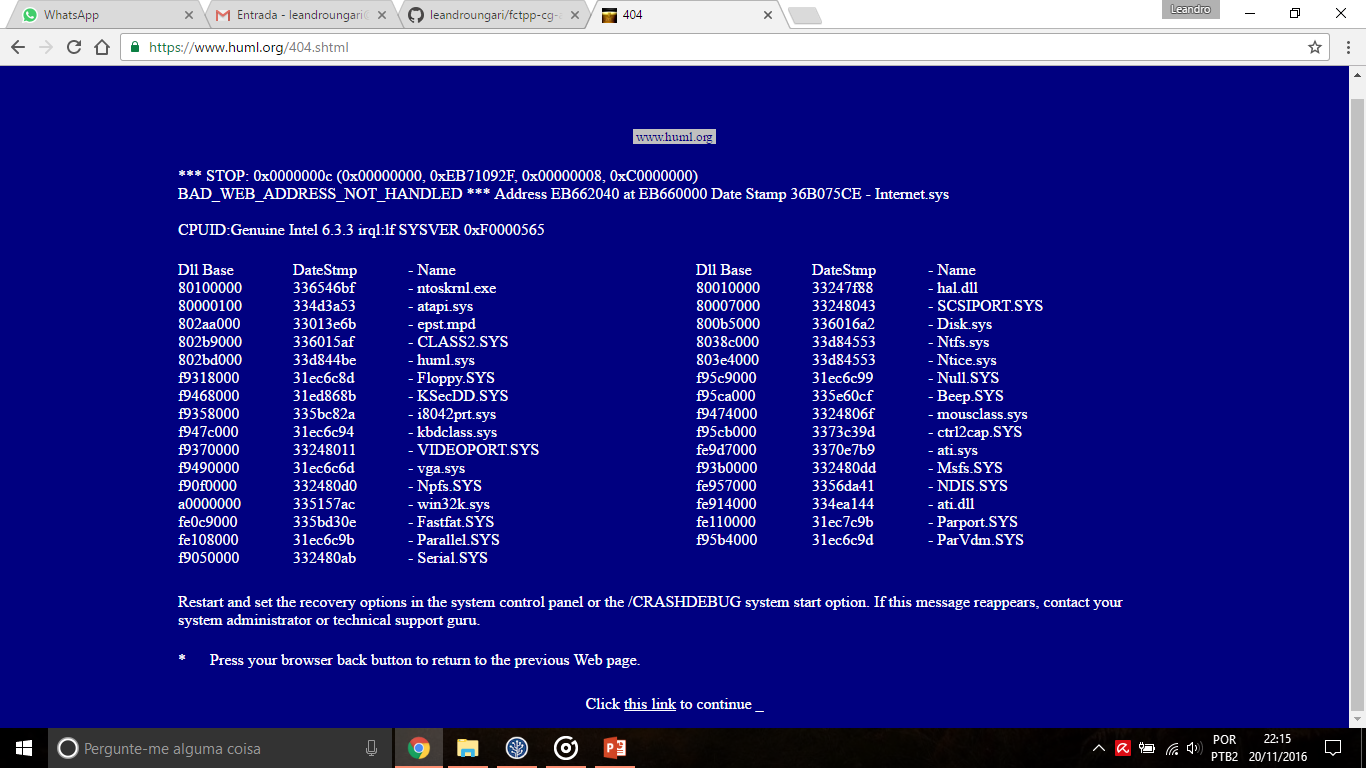 WhatsApp
Entrada - leandroungari@
leandroungari/fctpp-cg-
404
Leandro
https://www.huml.org/404.shtml
www.huml.org
*** STOP: 0x0000000c (0x00000000, 0xEB71092F, 0x00000008, 0xC0000000)
BAD_WEB_ADDRESS_NOT_HANDLED *** Address EB662040 at EB660000 Date Stamp 36B075CE - Internet.sys
CPUID:Genuine Intel 6.3.3 irql:lf SYSVER 0xF0000565
Dll Base DateStmp - Name Dll Base DateStmp - Name
80100000 336546bf - ntoskrnl.exe 80010000 33247f88 - hal.dll
80000100 334d3a53 - atapi.sys 80007000 33248043 - SCSIPORT.SYS
802aa000 33013e6b - epst.mpd 800b5000 336016a2 - Disk.sys
802b9000 336015af - CLASS2.SYS 8038c000 33d84553 - Ntfs.sys
802bd000 33d844be - huml.sys 803e4000 33d84553 - Ntice.sys
f9318000 31ec6c8d - Floppy.SYS f95c9000 31ec6c99 - Null.SYS
f9468000 31ed868b - KSecDD.SYS f95ca000 335e60cf - Beep.SYS
f9358000 335bc82a - i8042prt.sys f9474000 3324806f - mousclass.sys
f947c000 31ec6c94 - kbdclass.sys f95cb000 3373c39d - ctrl2cap.SYS
f9370000 33248011 - VIDEOPORT.SYS fe9d7000 3370e7b9 - ati.sys
f9490000 31ec6c6d - vga.sys f93b0000 332480dd - Msfs.SYS
f90f0000 332480d0 - Npfs.SYS fe957000 3356da41 - NDIS.SYS
a0000000 335157ac - win32k.sys fe914000 334ea144 - ati.dll
fe0c9000 335bd30e - Fastfat.SYS fe110000 31ec7c9b - Parport.SYS
fe108000 31ec6c9b - Parallel.SYS f95b4000 31ec6c9d - ParVdm.SYS
f9050000 332480ab - Serial.SYS
Restart and set the recovery options in the system control panel or the /CRASHDEBUG system start option. If this message reappears, contact your
system administrator or technical support guru.
* Press your browser back button to return to the previous Web page.
Click this link to continue _
Pergunte-me alguma coisa
POR 22:15
PTB2 20/11/2016